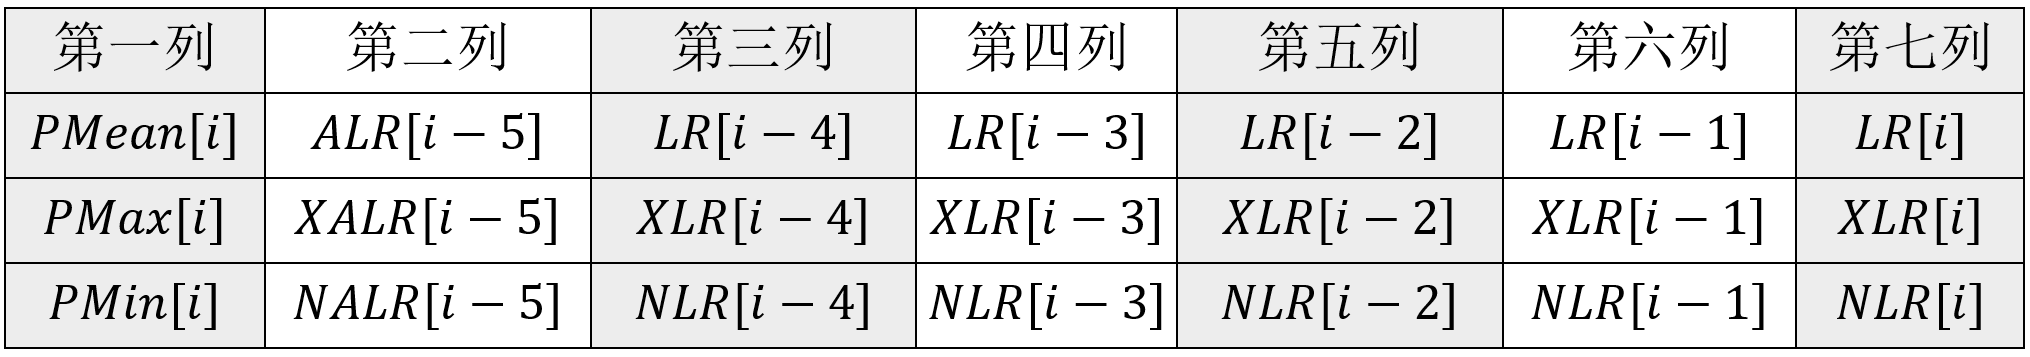 第一列 第二列 第三列 第四列 第五列 第六列 第七列
PMean[i] ALR[i − 5] LR[i − 4] LR[i − 3] LR[i − 2] LR[i − 1] LR[i]
PMax[i] XALR[i − 5] XLR[i − 4] XLR[i − 3] XLR[i − 2] XLR[i − 1] XLR[i]
PMin[i] NALR[i − 5] NLR[i − 4] NLR[i − 3] NLR[i − 2] NLR[i − 1] NLR[i]